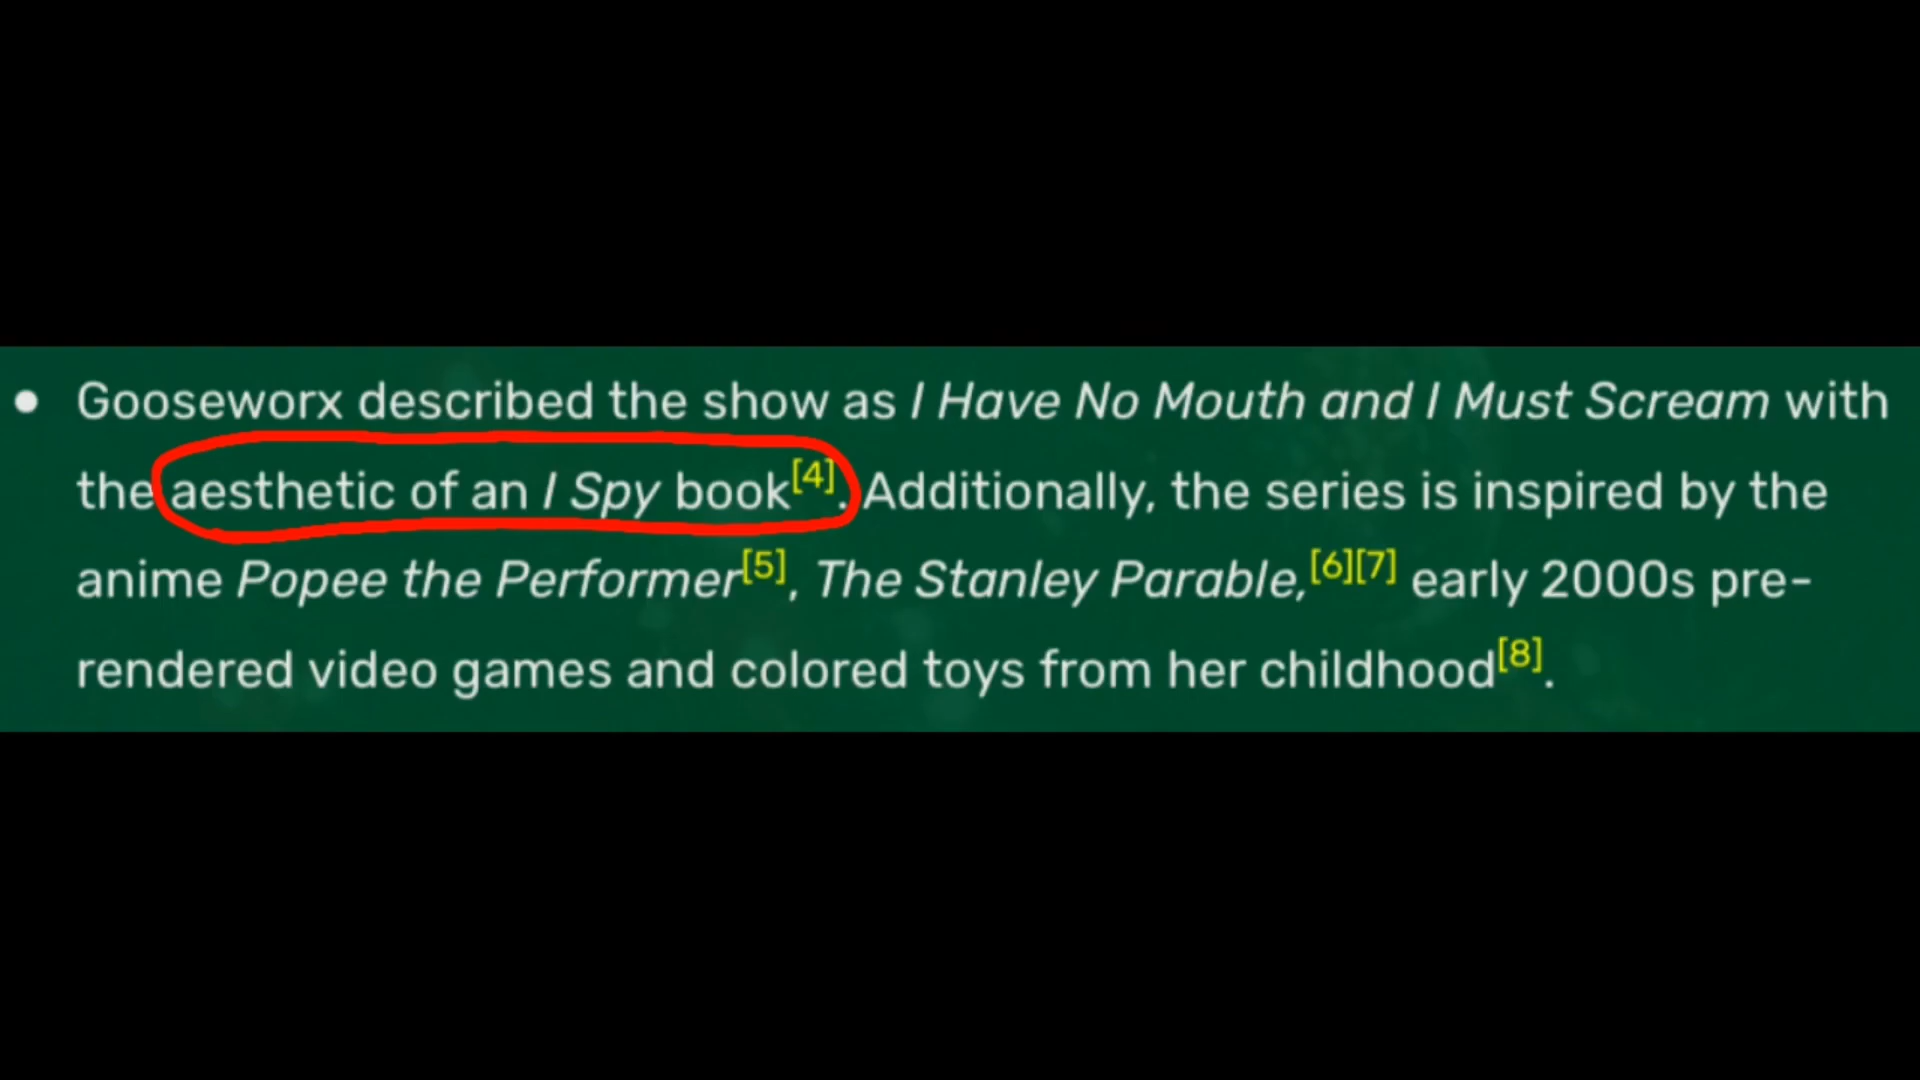 • Gooseworx described the show as I Have No Mouth and I Must Scream with
the aesthetic of an I Spy book[4]. Additionally, the series is inspired by the
anime Popee the Performer[5], The Stanley Parable,[6][7] early 2000s pre-
rendered video games and colored toys from her childhood[8].